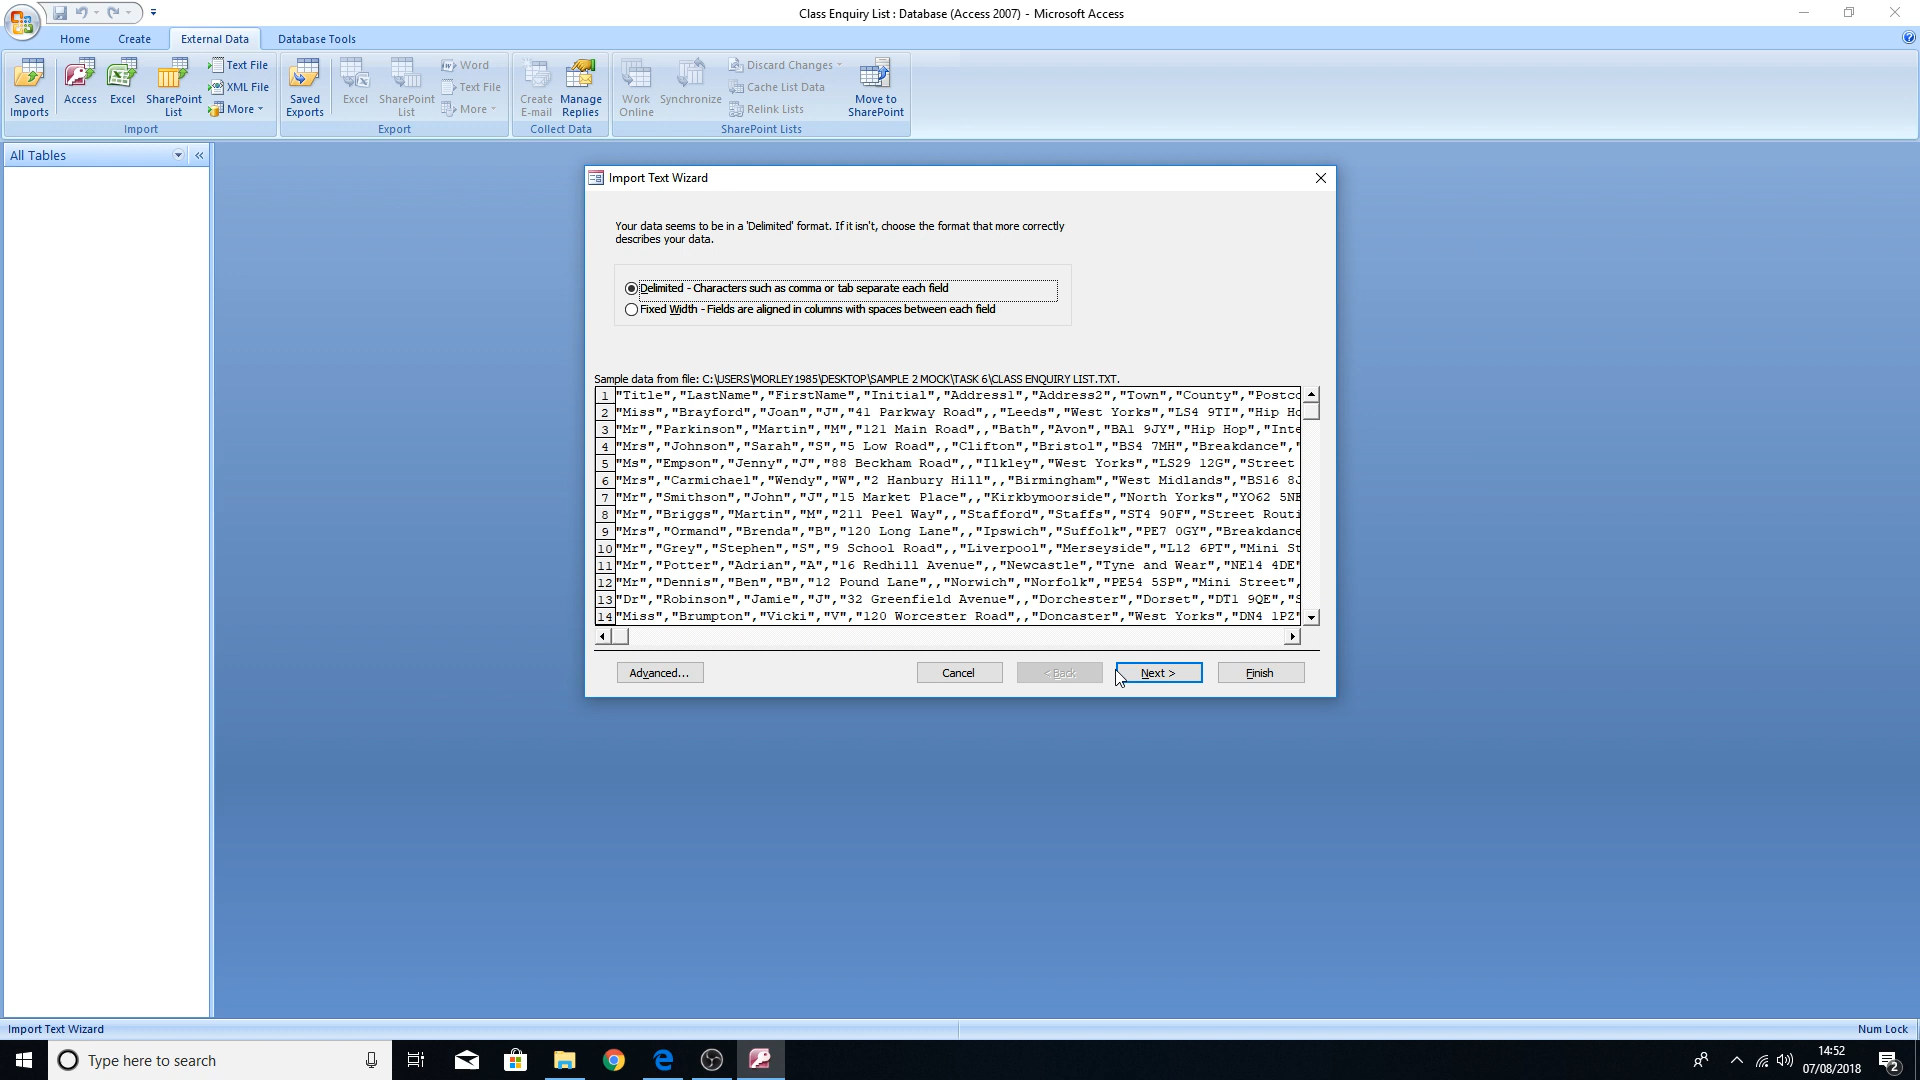 Class Enquiry List : Database (Access 2007) - Microsoft Access
Home Create External Data Database Tools
Saved Imports
Access
Excel
SharePoint List
Text File
XML File
More
Import
Saved Exports
Excel
SharePoint List
Word
Text File
More
Export
Create E-mail
Manage Replies
Collect Data
Work Online
Synchronize
Discard Changes
Cache List Data
Relink Lists
Move to SharePoint
SharePoint Lists
All Tables
Import Text Wizard
Your data seems to be in a 'Delimited' format. If it isn't, choose the format that more correctly
describes your data.
Delimited - Characters such as comma or tab separate each field
Fixed Width - Fields are aligned in columns with spaces between each field
Sample data from file: C:\USERS\MORLEY1985\DESKTOP\SAMPLE 2 MOCK\TASK 6\CLASS ENQUIRY LIST.TXT.
1 "Title","LastName","FirstName","Initial","Address1","Address2","Town","County","Postco
2 "Miss","Brayford","Joan","J","41 Parkway Road",,"Leeds","West Yorks","LS4 9TI","Hip Ho
3 "Mr","Parkinson","Martin","M","121 Main Road",,"Bath","Avon","BA1 9JY","Hip Hop","Inte
4 "Mrs","Johnson","Sarah","S","5 Low Road",,"Clifton","Bristol","BS4 7MH","Breakdance","
5 "Ms","Empson","Jenny","J","88 Beckham Road",,"Ilkley","West Yorks","LS29 12G","Street
6 "Mrs","Carmichael","Wendy","W","2 Hanbury Hill",,"Birmingham","West Midlands","BS16 8J
7 "Mr","Smithson","John","J","15 Market Place",,"Kirkbymoorside","North Yorks","YO62 5NE
8 "Mr","Briggs","Martin","M","211 Peel Way",,"Stafford","Staffs","ST4 90F","Street Routi
9 "Mrs","Ormand","Brenda","B","120 Long Lane",,"Ipswich","Suffolk","PE7 0GY","Breakdance
10 "Mr","Grey","Stephen","S","9 School Road",,"Liverpool","Merseyside","L12 6PT","Mini St
11 "Mr","Potter","Adrian","A","16 Redhill Avenue",,"Newcastle","Tyne and Wear","NE14 4DE"
12 "Mr","Dennis","Ben","B","12 Pound Lane",,"Norwich","Norfolk","PE54 5SP","Mini Street",
13 "Dr","Robinson","Jamie","J","32 Greenfield Avenue",,"Dorchester","Dorset","DT1 9QE","S
14 "Miss","Brumpton","Vicki","V","120 Worcester Road",,"Doncaster","West Yorks","DN4 1PZ"
Advanced... Cancel < Back Next > Finish
Import Text Wizard
Num Lock
Type here to search
14:52
07/08/2018
2